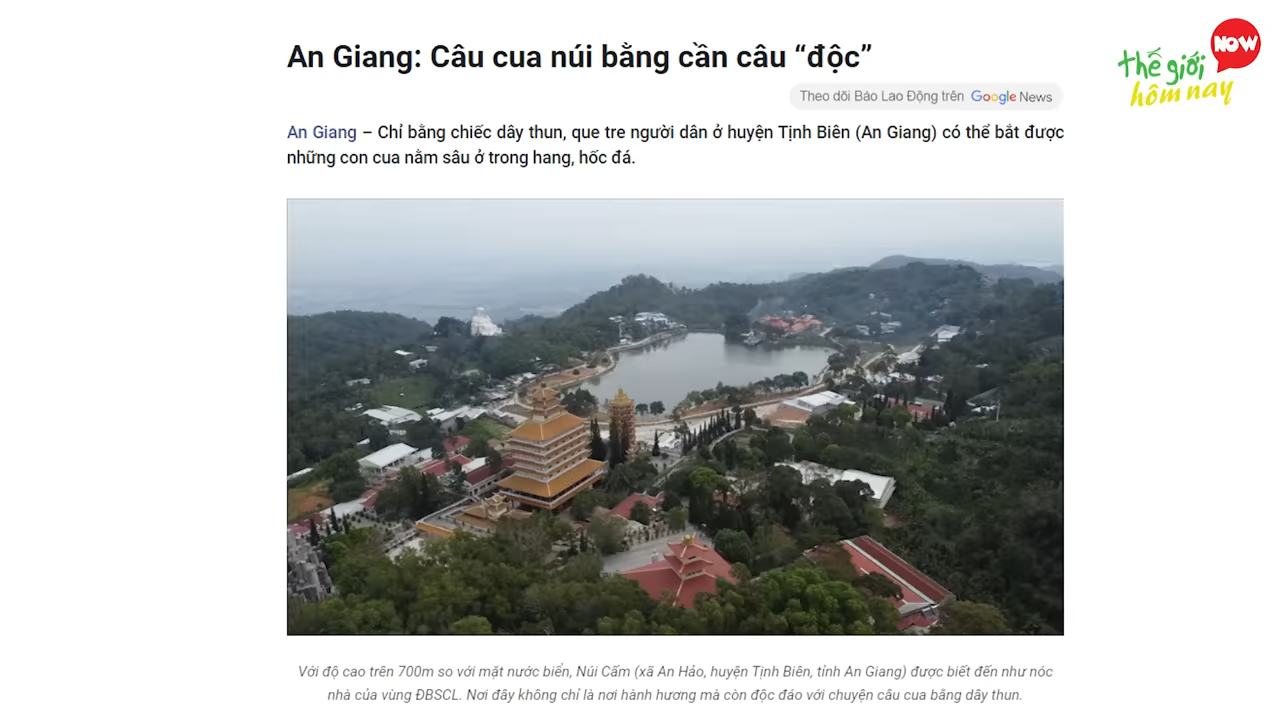 An Giang: Câu cua núi bằng cần câu “độc”
NOW
thế giới
hôm nay
Theo dõi Báo Lao Động trên Google News
An Giang – Chỉ bằng chiếc dây thun, que tre người dân ở huyện Tịnh Biên (An Giang) có thể bắt được
những con cua nằm sâu ở trong hang, hốc đá.
Với độ cao trên 700m so với mặt nước biển, Núi Cấm (xã An Hảo, huyện Tịnh Biên, tỉnh An Giang) được biết đến như nóc
nhà của vùng ĐBSCL. Nơi đây không chỉ là nơi hành hương mà còn độc đáo với chuyện câu cua bằng dây thun.